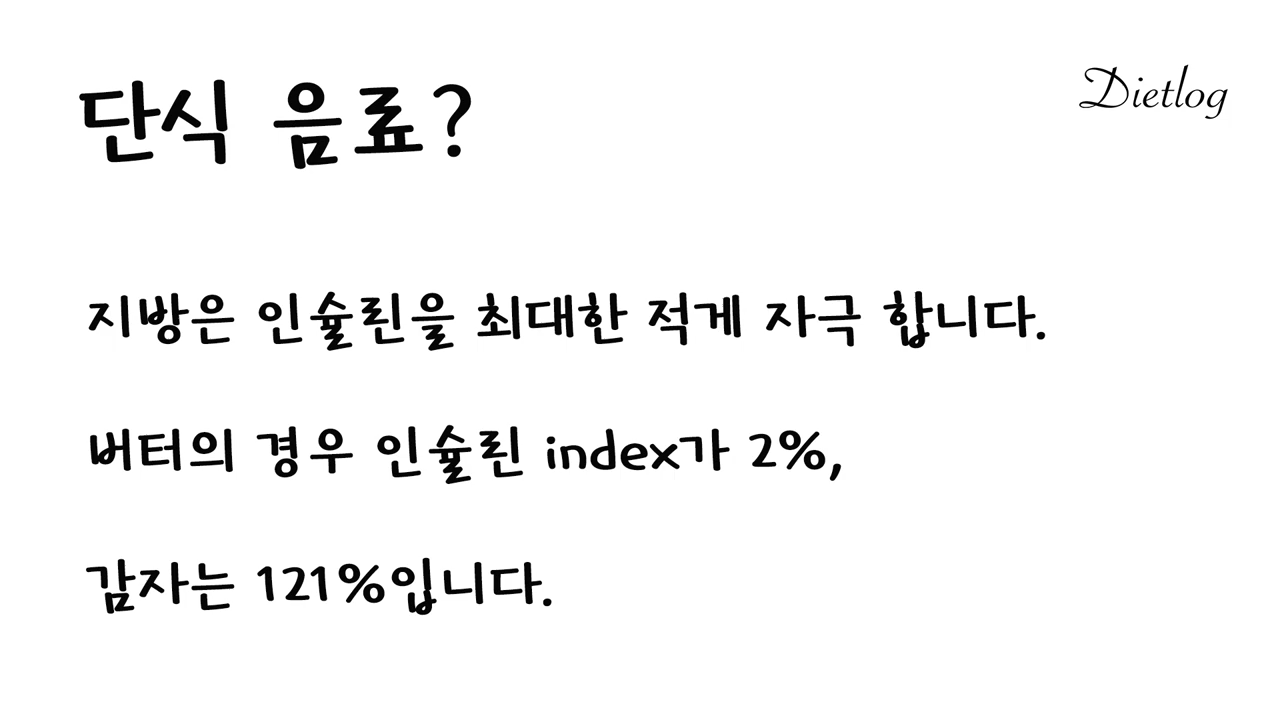 단식 음료?
Dietlog
지방은 인슐린을 최대한 적게 자극 합니다.
버터의 경우 인슐린 index가 2%,
감자는 121%입니다.